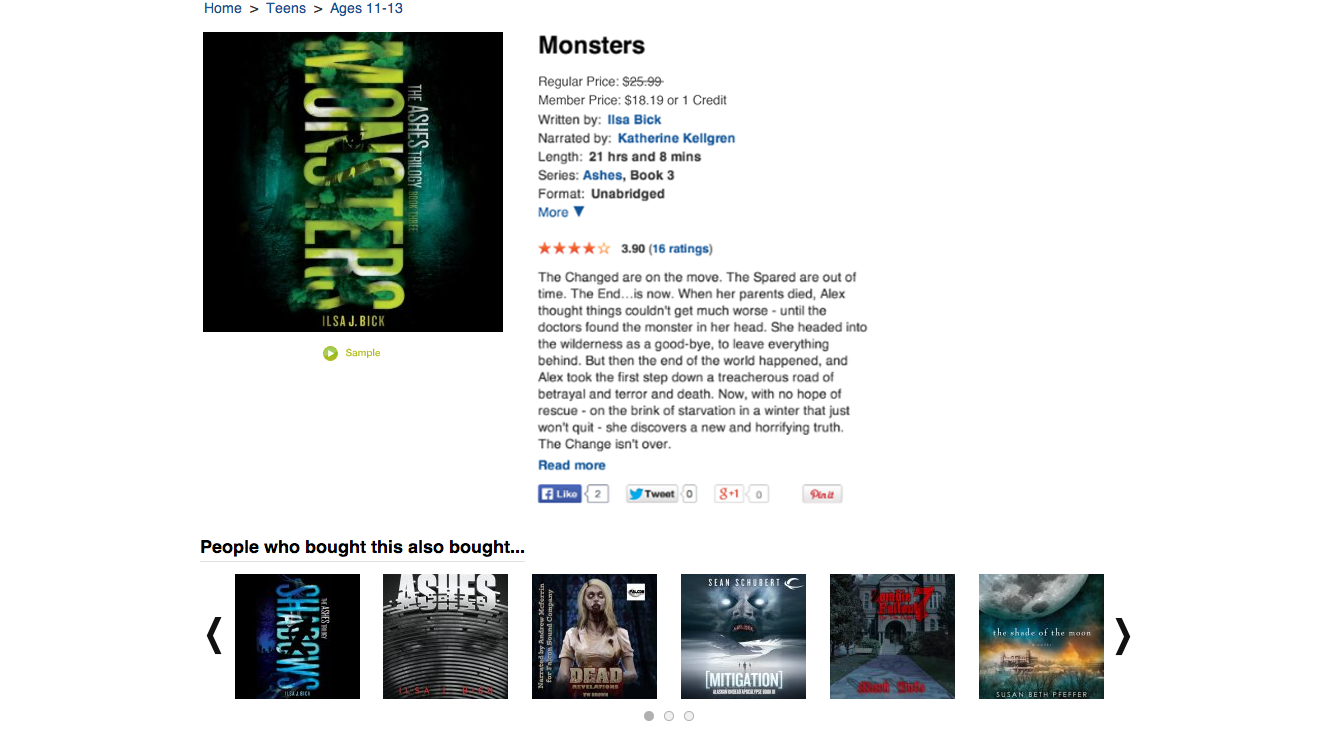 Home > Teens > Ages 11-13
MONSTERS
THE ASHES TRILOGY BOOK THREE
ILSA J. BICK
Sample
Monsters
Regular Price: $25.99
Member Price: $18.19 or 1 Credit
Written by: Ilsa Bick
Narrated by: Katherine Kellgren
Length: 21 hrs and 8 mins
Series: Ashes, Book 3
Format: Unabridged
More ▼
3.90 (16 ratings)
The Changed are on the move. The Spared are out of
time. The End...is now. When her parents died, Alex
thought things couldn't get much worse - until the
doctors found the monster in her head. She headed into
the wilderness as a good-bye, to leave everything
behind. But then the end of the world happened, and
Alex took the first step down a treacherous road of
betrayal and terror and death. Now, with no hope of
rescue - on the brink of starvation in a winter that just
won't quit - she discovers a new and horrifying truth.
The Change isn't over.
Read more
Like 2 Tweet 0 g+1 0 Pin it
People who bought this also bought...
SHADOWS
THE ASHES TRILOGY
ILSA J. BICK
ASHES
ILSA J. BICK
Narrated by Andrew McFerrin
for Falcon Sound Company
DEAD
REVELATIONS
TW BROWN
SEAN SCHUBERT
[MITIGATION]
ALASKAN UNDEAD APOCALYPSE BOOK III
Zombie Fallout 7
the shade of the moon
SUSAN BETH PFEFFER